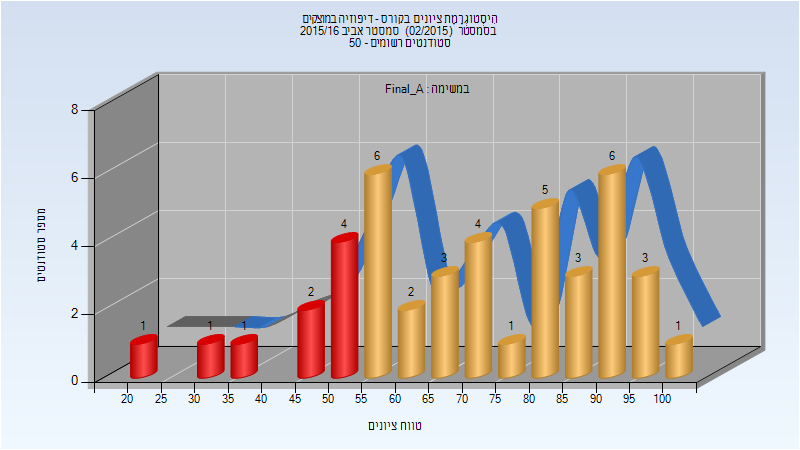 היסטוגרמת ציונים בקורס - דיפוזיה במוצקים
בסמסטר (02/2015) סמסטר אביב 2015/16
סטודנטים רשומים - 50
במשימה : Final_A
מספר סטודנטים
8
6
4
2
0
1
1
1
2
4
6
2
3
4
1
5
3
6
3
1
20 25 30 35 40 45 50 55 60 65 70 75 80 85 90 95 100
טווח ציונים